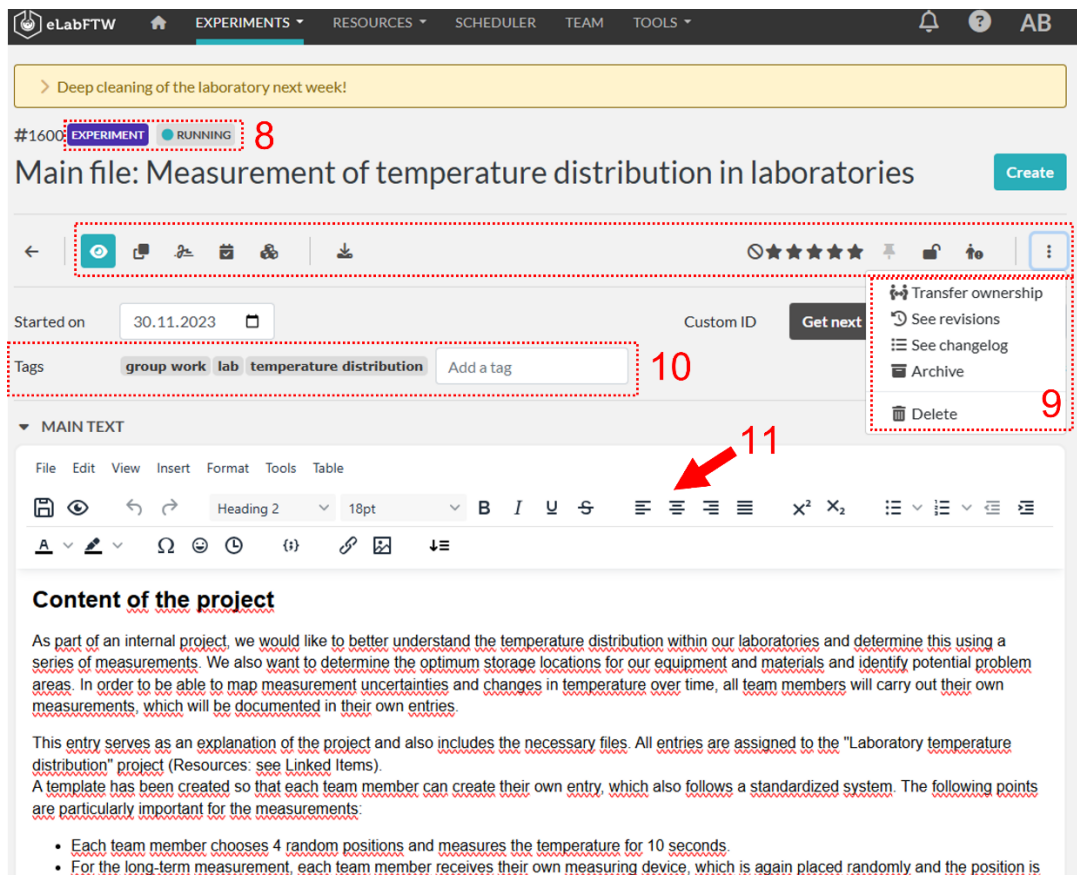 eLabFTW EXPERIMENTS RESOURCES SCHEDULER TEAM TOOLS ? AB
Deep cleaning of the laboratory next week!
#1600 EXPERIMENT RUNNING 8
Main file: Measurement of temperature distribution in laboratories Create
Started on 30.11.2023 Custom ID Get next
Transfer ownership
See revisions
See changelog
Archive
Delete
9
Tags group work lab temperature distribution Add a tag 10
MAIN TEXT
11
File Edit View Insert Format Tools Table
Heading 2 18pt B I U S X² X₂
A Ω {;}
Content of the project
As part of an internal project, we would like to better understand the temperature distribution within our laboratories and determine this using a
series of measurements. We also want to determine the optimum storage locations for our equipment and materials and identify potential problem
areas. In order to be able to map measurement uncertainties and changes in temperature over time, all team members will carry out their own
measurements, which will be documented in their own entries.
This entry serves as an explanation of the project and also includes the necessary files. All entries are assigned to the "Laboratory temperature
distribution" project (Resources: see Linked Items).
A template has been created so that each team member can create their own entry, which also follows a standardized system. The following points
are particularly important for the measurements:
• Each team member chooses 4 random positions and measures the temperature for 10 seconds.
• For the long-term measurement, each team member receives their own measuring device, which is again placed randomly and the position is